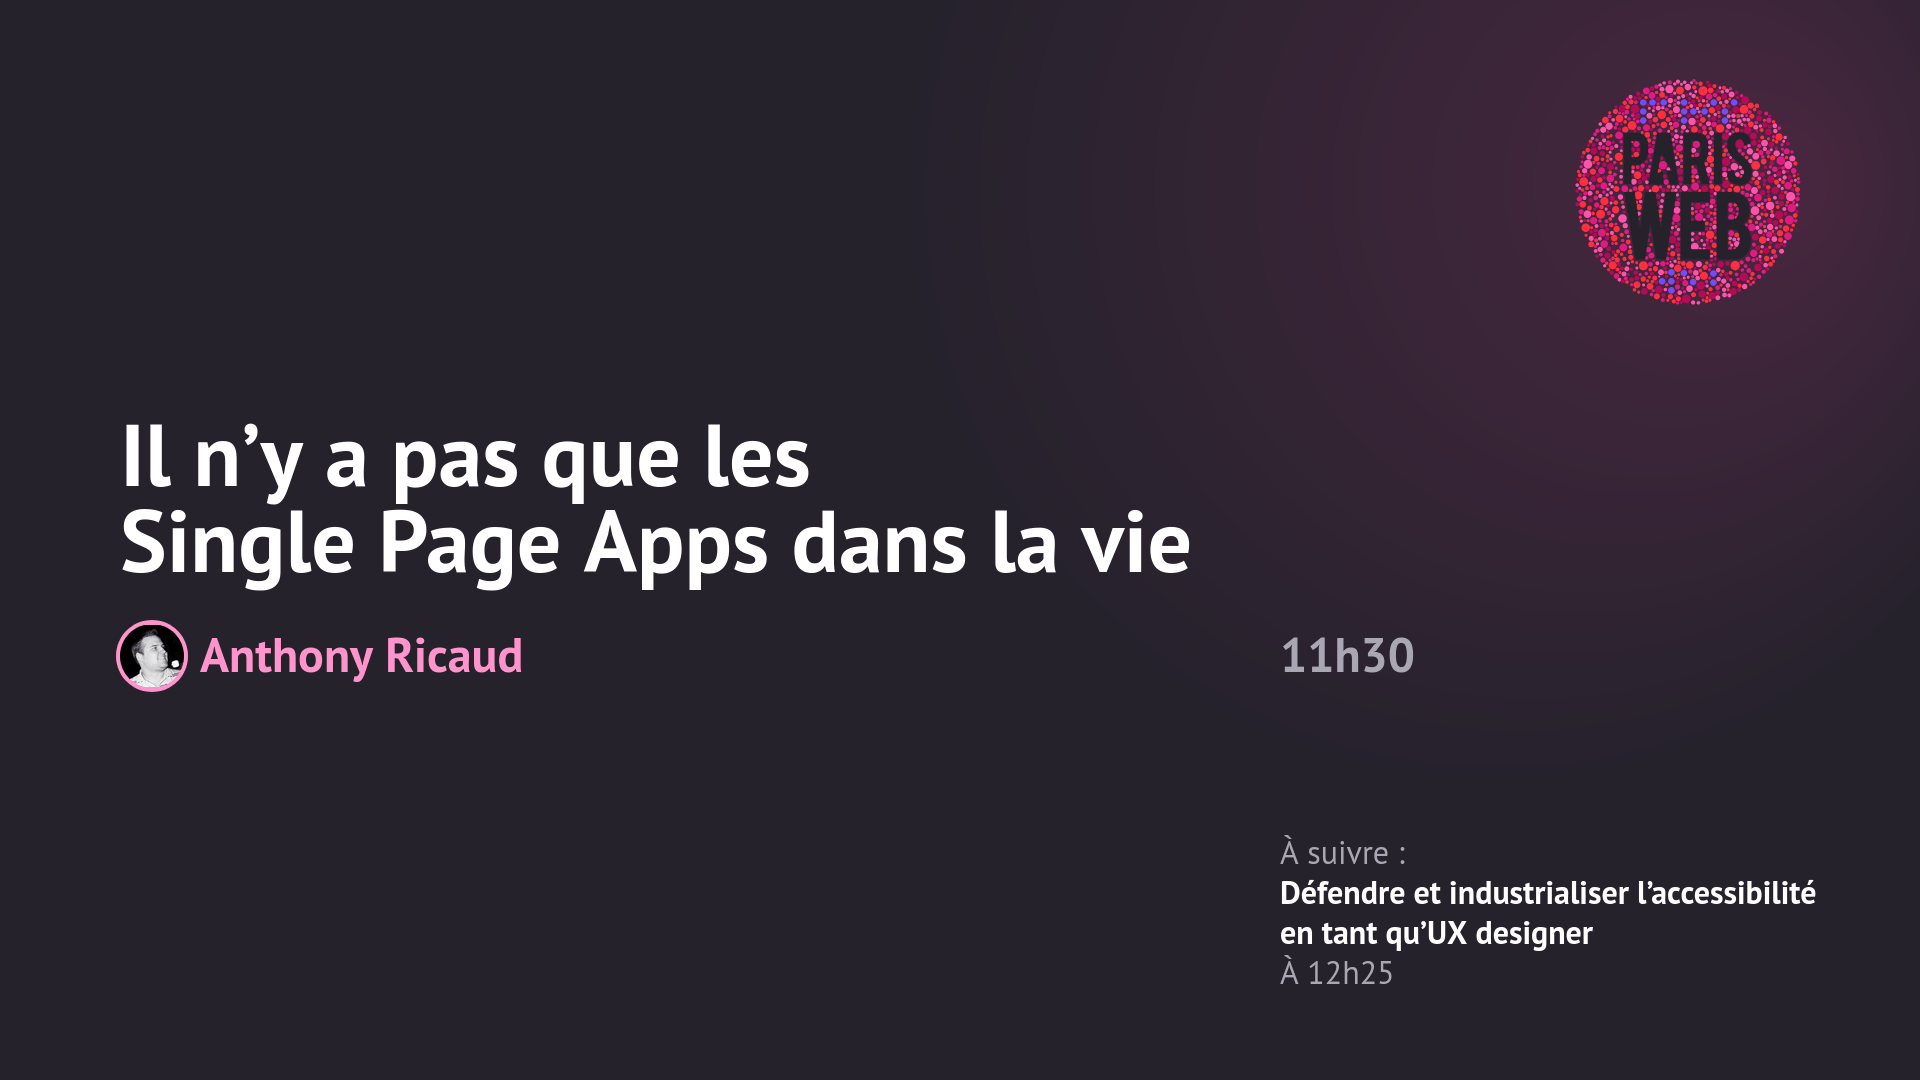 PARIS
WEB
Il n’y a pas que les
Single Page Apps dans la vie
Anthony Ricaud
11h30
À suivre :
Défendre et industrialiser l’accessibilité
en tant qu’UX designer
À 12h25